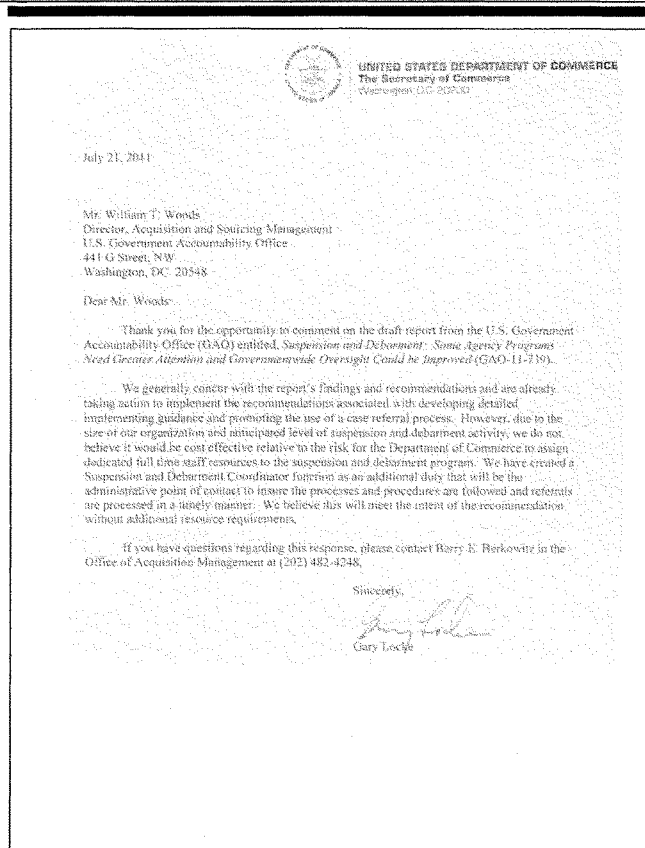 UNITED STATES DEPARTMENT OF COMMERCE
The Secretary of Commerce
Washington, D.C. 20230
July 21, 2011
Mr. William T. Woods
Director, Acquisition and Sourcing Management
U.S. Government Accountability Office
441 G Street, NW
Washington, DC 20548
Dear Mr. Woods:
Thank you for the opportunity to comment on the draft report from the U.S. Government
Accountability Office (GAO) entitled, Suspension and Debarment: Some Agency Programs
Need Greater Attention and Governmentwide Oversight Could be Improved (GAO-11-739).
We generally concur with the report's findings and recommendations and are already
taking action to implement the recommendations associated with developing detailed
implementing guidance and promoting the use of a case referral process. However, due to the
size of our organization and anticipated level of suspension and debarment activity, we do not
believe it would be cost effective relative to the risk for the Department of Commerce to assign
dedicated full time staff resources to the suspension and debarment program. We have created a
Suspension and Debarment Coordinator function as an additional duty that will be the
administrative point of contact to insure the processes and procedures are followed and referrals
are processed in a timely manner. We believe this will meet the intent of the recommendation
without additional resource requirements.
If you have questions regarding this response, please contact Barry E. Berkowitz in the
Office of Acquisition Management at (202) 482-4248.
Sincerely,
Gary Locke
Gary Locke